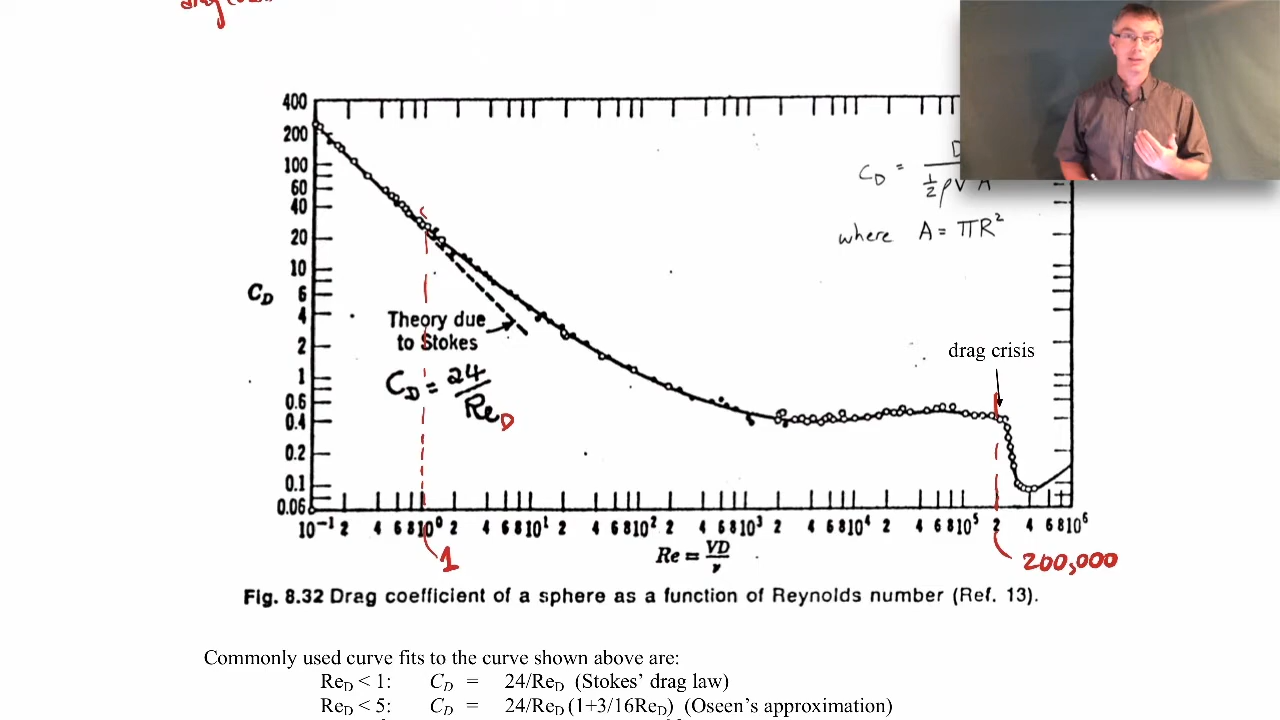 400
200
100
60
40
20
10
6
4
2
1
0.6
0.4
0.2
0.1
0.06
C_D
C_D = D / ½ρV A
where A = πR²
Theory due
to Stokes
C_D = 24/Re_D
drag crisis
10⁻¹ 2 4 6 8 10⁰ 2 4 6 8 10¹ 2 4 6 8 10² 2 4 6 8 10³ 2 4 6 8 10⁴ 2 4 6 8 10⁵ 2 4 6 8 10⁶
Re = VD/ν
1
200,000
Fig. 8.32 Drag coefficient of a sphere as a function of Reynolds number (Ref. 13).
Commonly used curve fits to the curve shown above are:
Re_D < 1: C_D = 24/Re_D (Stokes' drag law)
Re_D < 5: C_D = 24/Re_D (1+3/16Re_D) (Oseen's approximation)